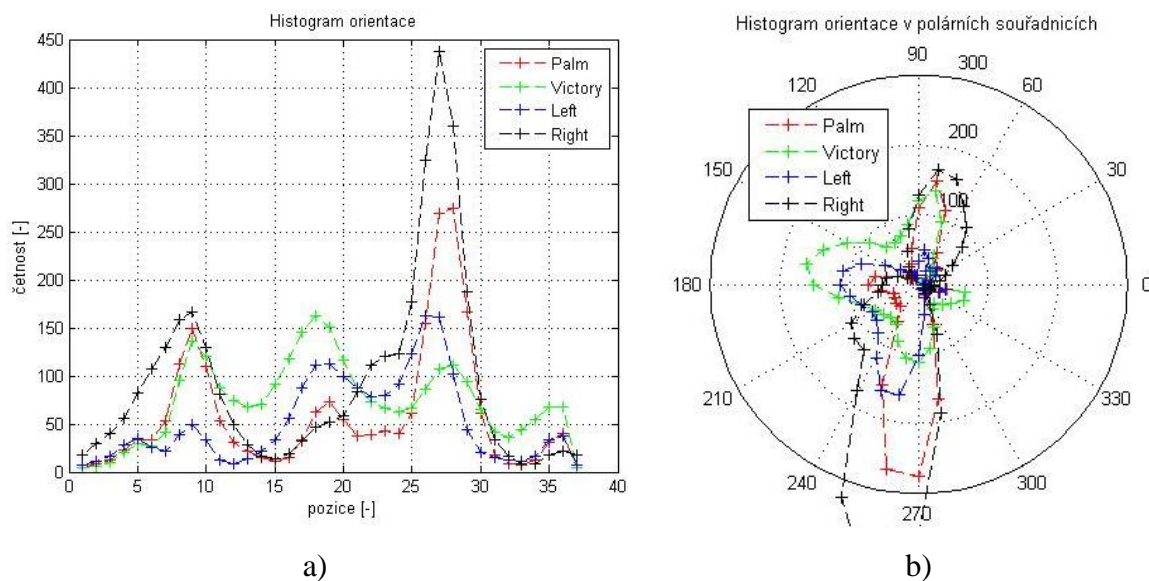 Histogram orientace
450
400
350
300
250
200
150
100
50
0
četnost [-]
0 5 10 15 20 25 30 35 40
pozice [-]
Palm
Victory
Left
Right
a)
Histogram orientace v polárních souřadnicích
90
300
120
60
200
150
30
100
180
0
210
330
240
300
270
Palm
Victory
Left
Right
b)